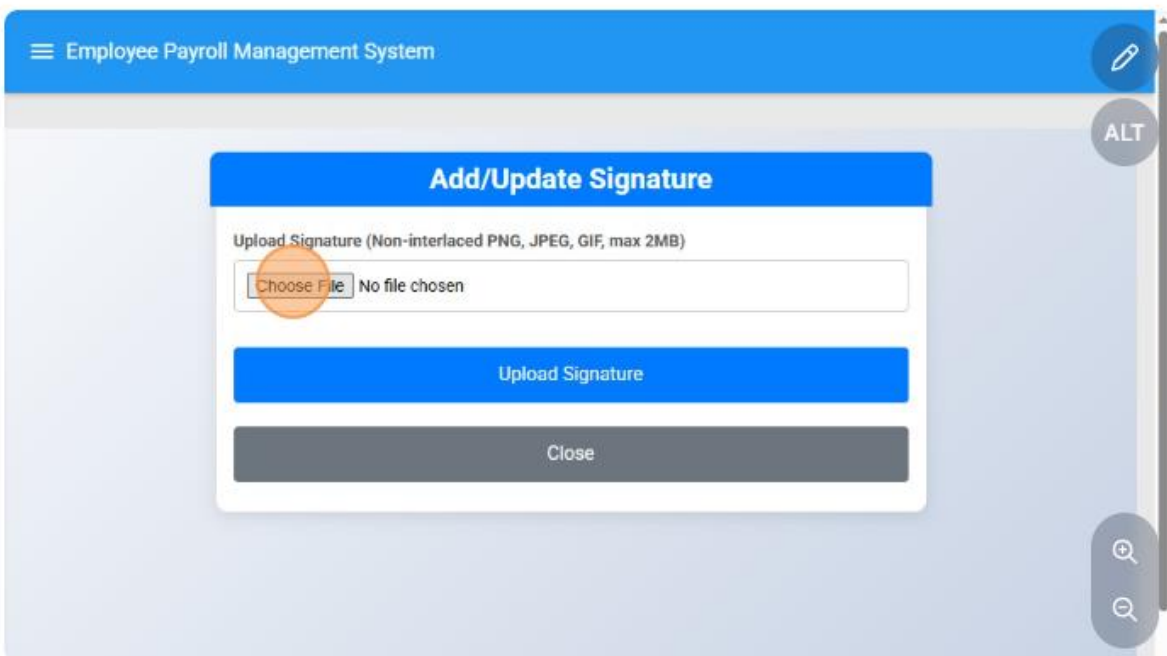 Employee Payroll Management System
ALT
Add/Update Signature
Upload Signature (Non-interlaced PNG, JPEG, GIF, max 2MB)
Choose File No file chosen
Upload Signature
Close